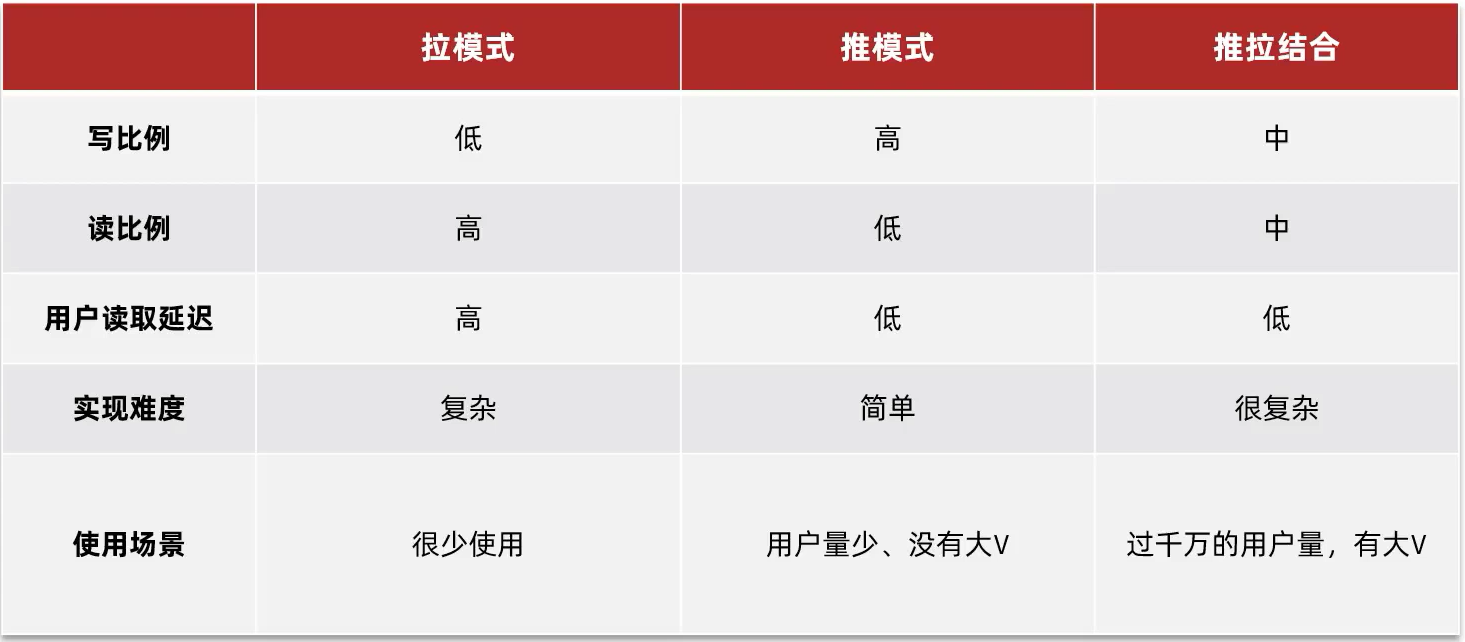 拉模式 推模式 推拉结合
写比例 低 高 中
读比例 高 低 中
用户读取延迟 高 低 低
实现难度 复杂 简单 很复杂
使用场景 很少使用 用户量少、没有大V 过千万的用户量，有大V